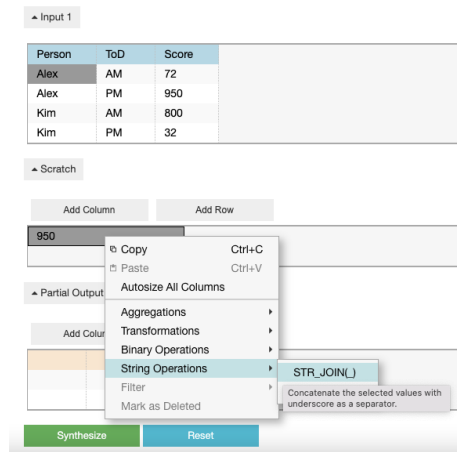 ▲ Input 1
Person ToD Score
Alex AM 72
Alex PM 950
Kim AM 800
Kim PM 32
▲ Scratch
Add Column Add Row
950
Copy Ctrl+C
Paste Ctrl+V
Autosize All Columns
▲ Partial Output
Aggregations
Add Colu
Transformations
Binary Operations
String Operations
STR_JOIN(_)
Filter
Concatenate the selected values with
underscore as a separator.
Mark as Deleted
Synthesize Reset